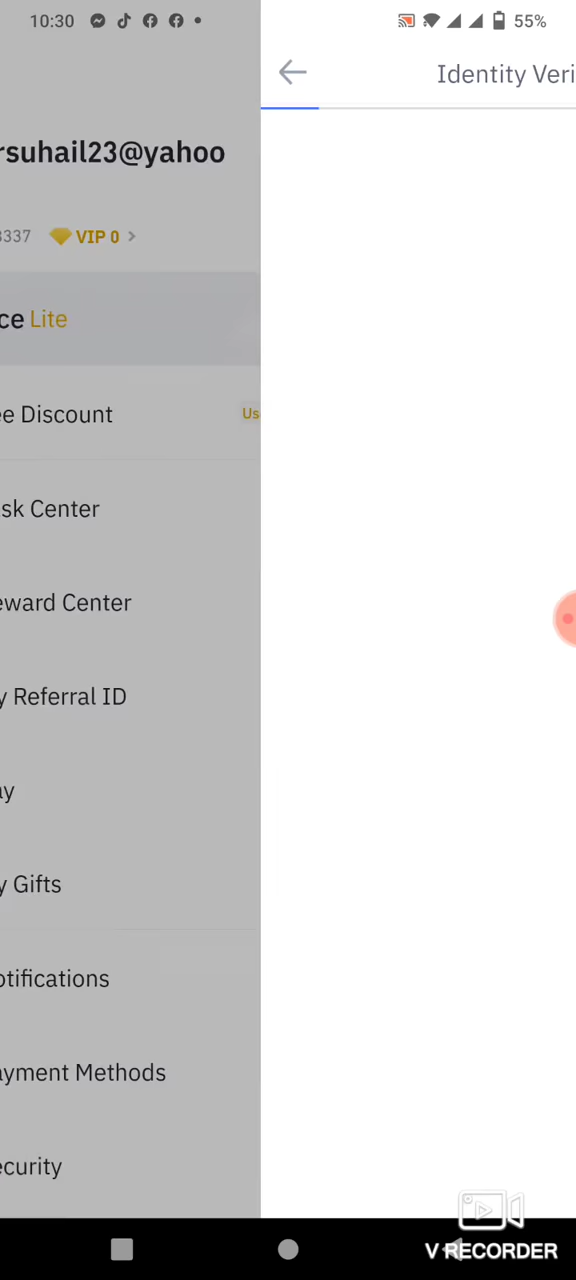 10:30
55%
Identity Veri
rsuhail23@yahoo
3337 VIP 0
ce Lite
ee Discount
Us
sk Center
eward Center
y Referral ID
ay
y Gifts
otifications
ayment Methods
ecurity
V RECORDER